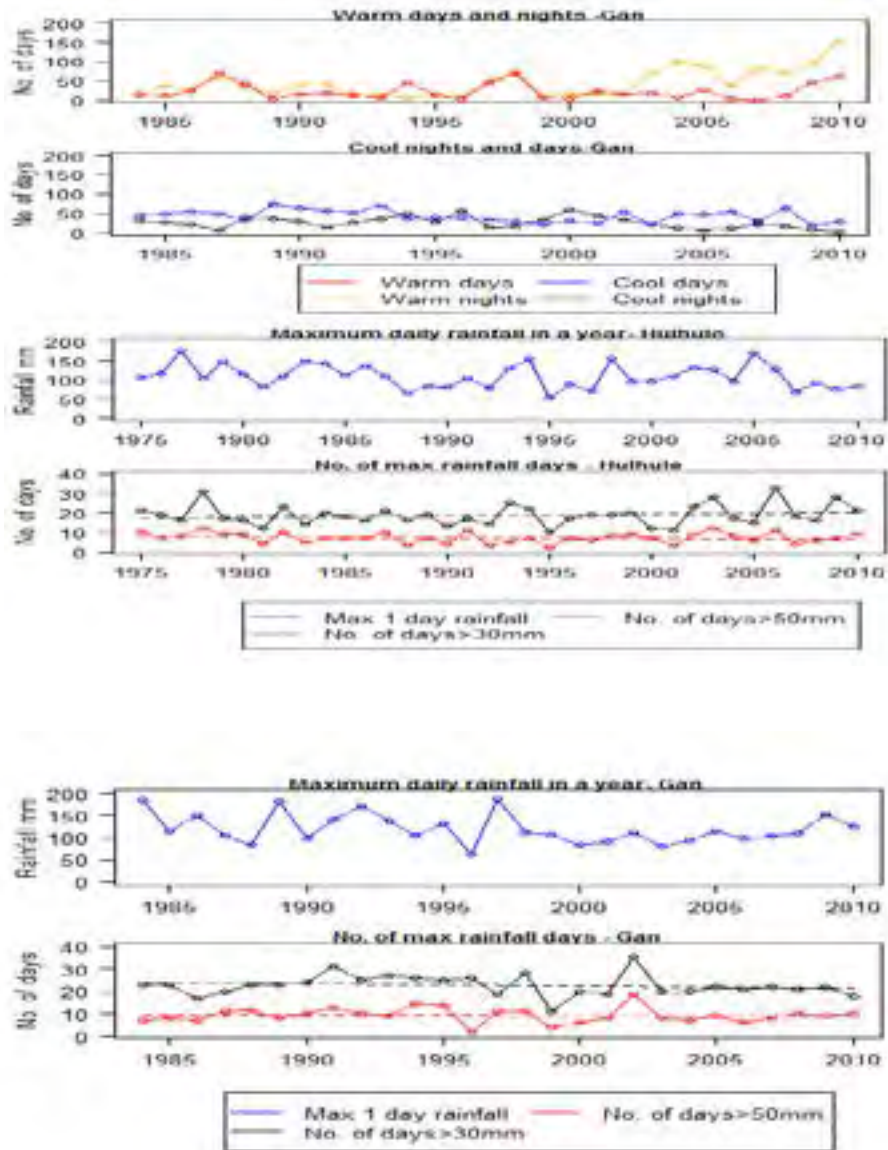 Warm days and nights -Gan
No. of days
200
150
100
50
0
1985 1990 1995 2000 2005 2010
Cool nights and days-Gan
No. of days
200
150
100
50
0
1985 1990 1995 2000 2005 2010
Warm days Cool days
Warm nights Cool nights
Maximum daily rainfall in a year- Hulhule
Rainfall mm
200
150
100
50
0
1975 1980 1985 1990 1995 2000 2005 2010
No. of max rainfall days - Hulhule
No. of days
40
30
20
10
0
1975 1980 1985 1990 1995 2000 2005 2010
Max 1 day rainfall No. of days>50mm
No. of days>30mm
Maximum daily rainfall in a year, Gan
Rainfall mm
200
150
100
50
0
1985 1990 1995 2000 2005 2010
No. of max rainfall days - Gan
No. of days
40
30
20
10
0
1985 1990 1995 2000 2005 2010
Max 1 day rainfall No. of days>50mm
No. of days>30mm